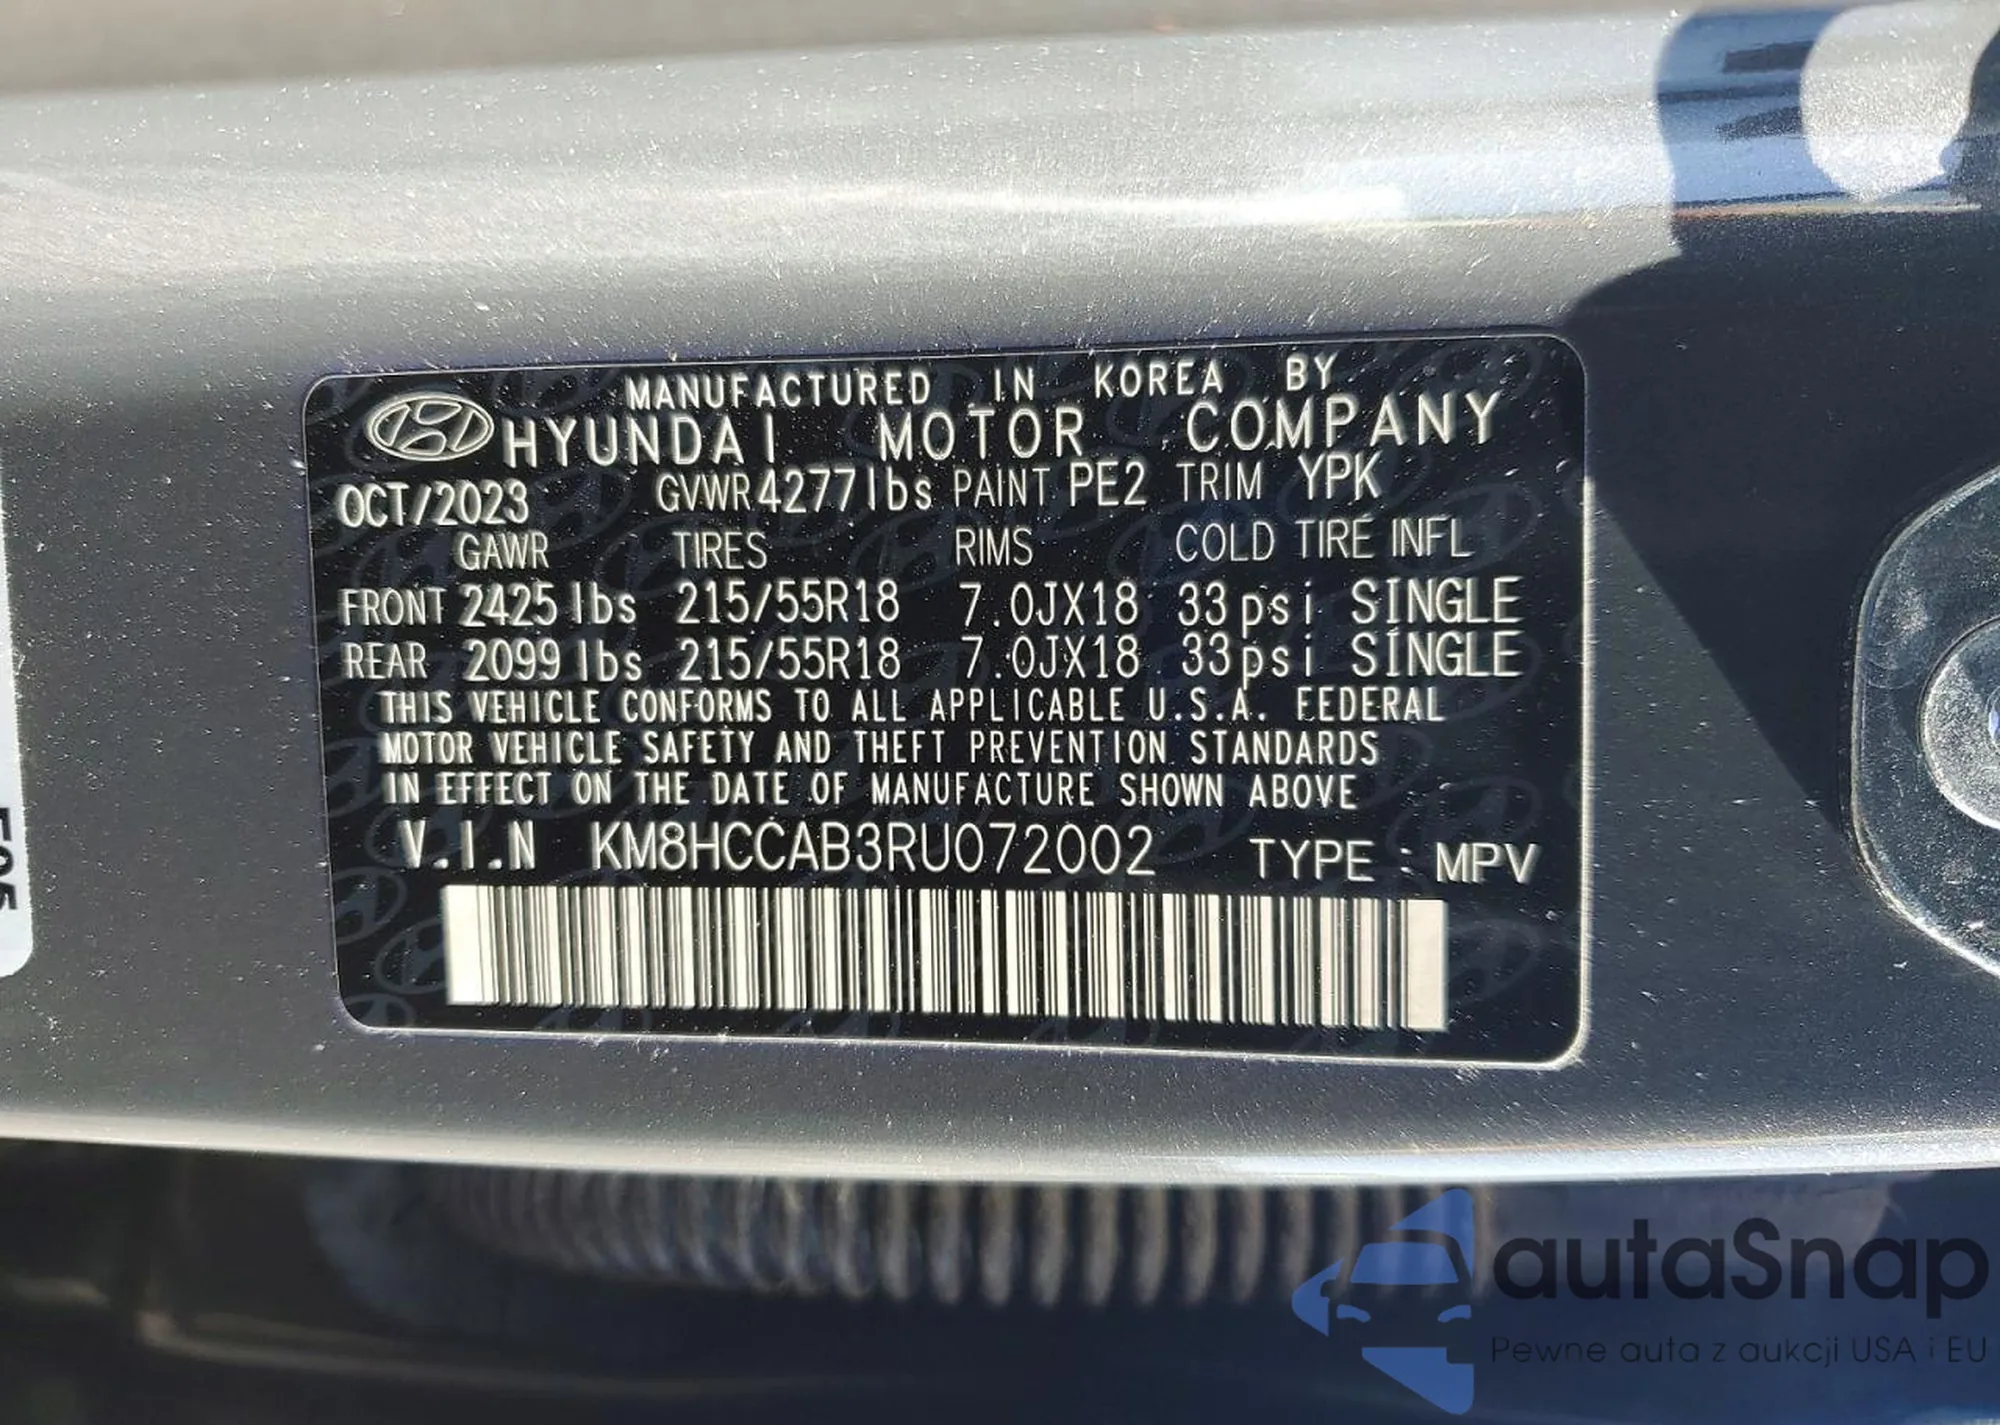 MANUFACTURED IN KOREA BY
HYUNDAI MOTOR COMPANY
OCT/2023 GVWR 4277lbs PAINT PE2 TRIM YPK
GAWR TIRES RIMS COLD TIRE INFL
FRONT 2425 lbs 215/55R18 7.0JX18 33psi SINGLE
REAR 2099 lbs 215/55R18 7.0JX18 33psi SINGLE
THIS VEHICLE CONFORMS TO ALL APPLICABLE U.S.A. FEDERAL
MOTOR VEHICLE SAFETY AND THEFT PREVENTION STANDARDS
IN EFFECT ON THE DATE OF MANUFACTURE SHOWN ABOVE
V.I.N KM8HCCAB3RU072002 TYPE : MPV
autaSnap
Pewne auta z aukcji USA i EU